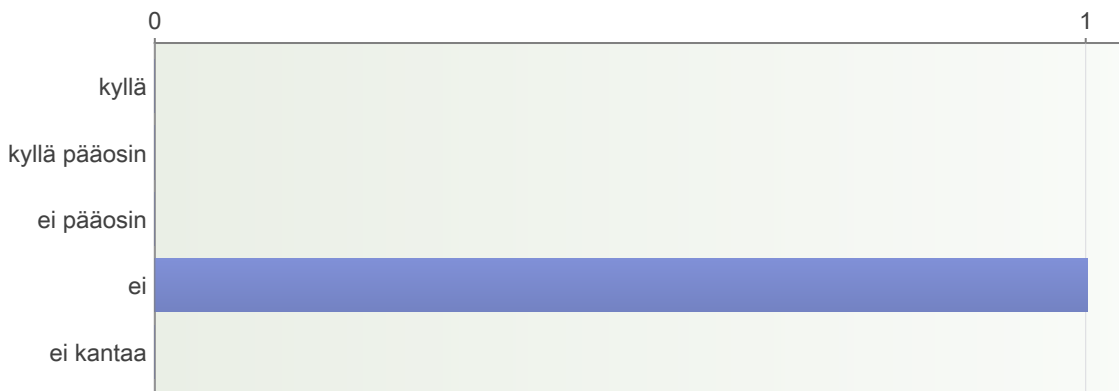 0 1
kyllä
kyllä pääosin
ei pääosin
ei
ei kantaa